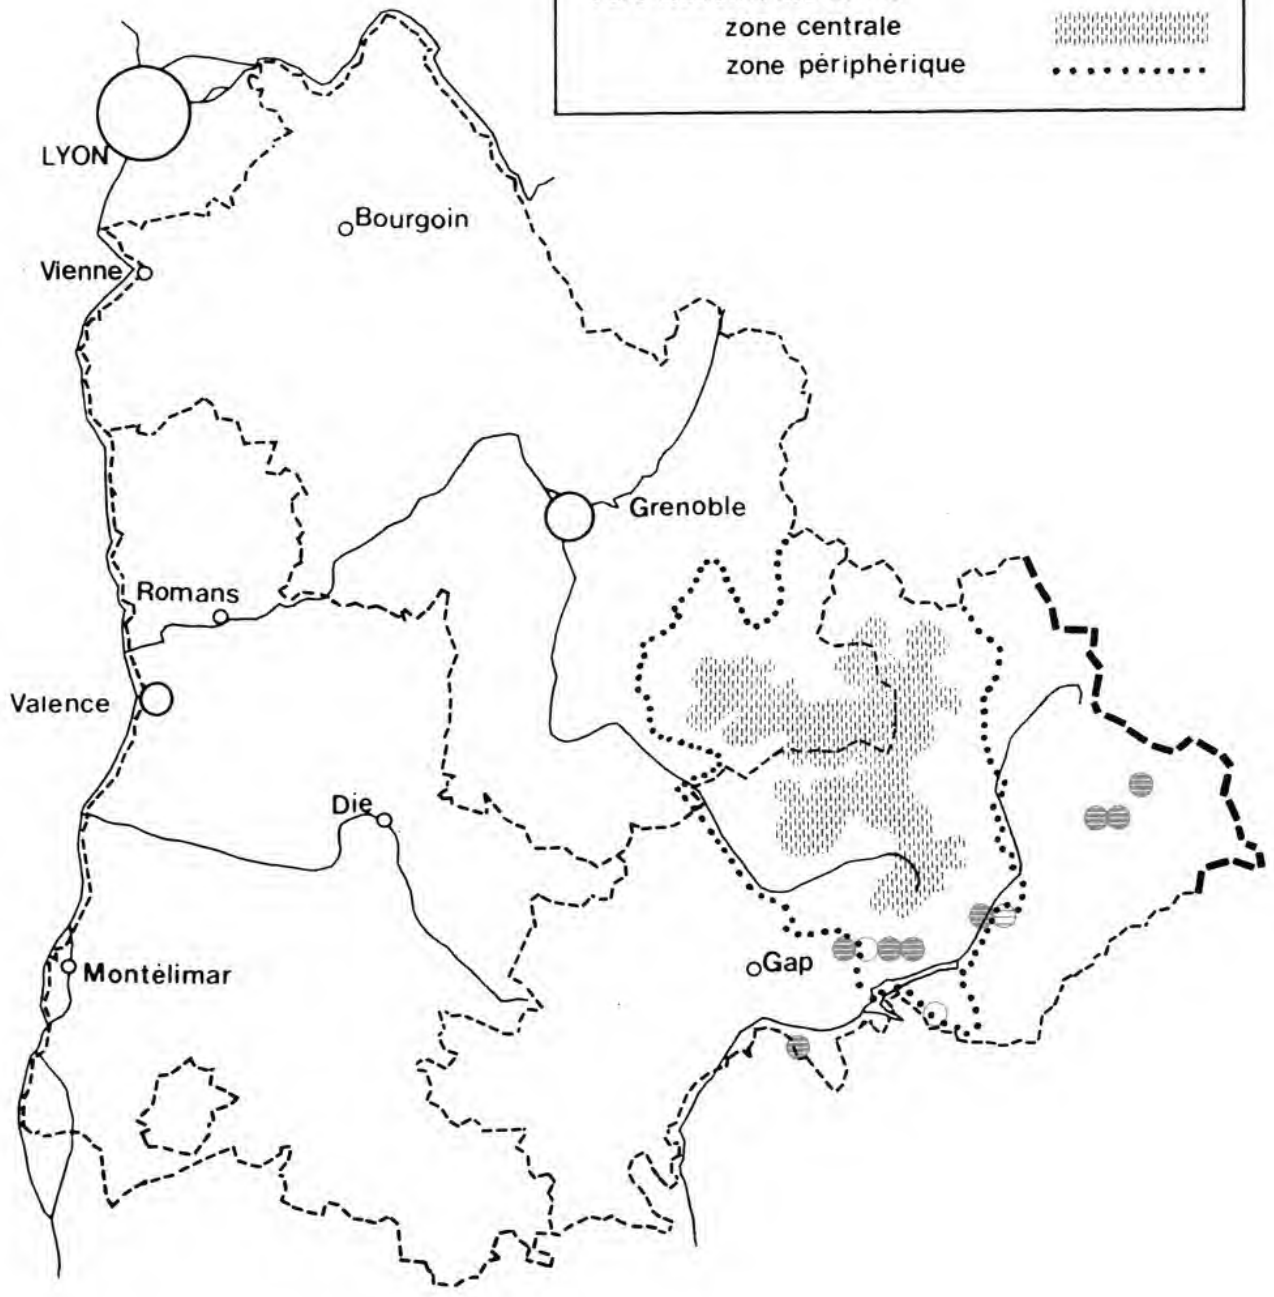 zone centrale
zone périphérique
LYON
Bourgoin
Vienne
Grenoble
Romans
Valence
Die
Gap
Montélimar